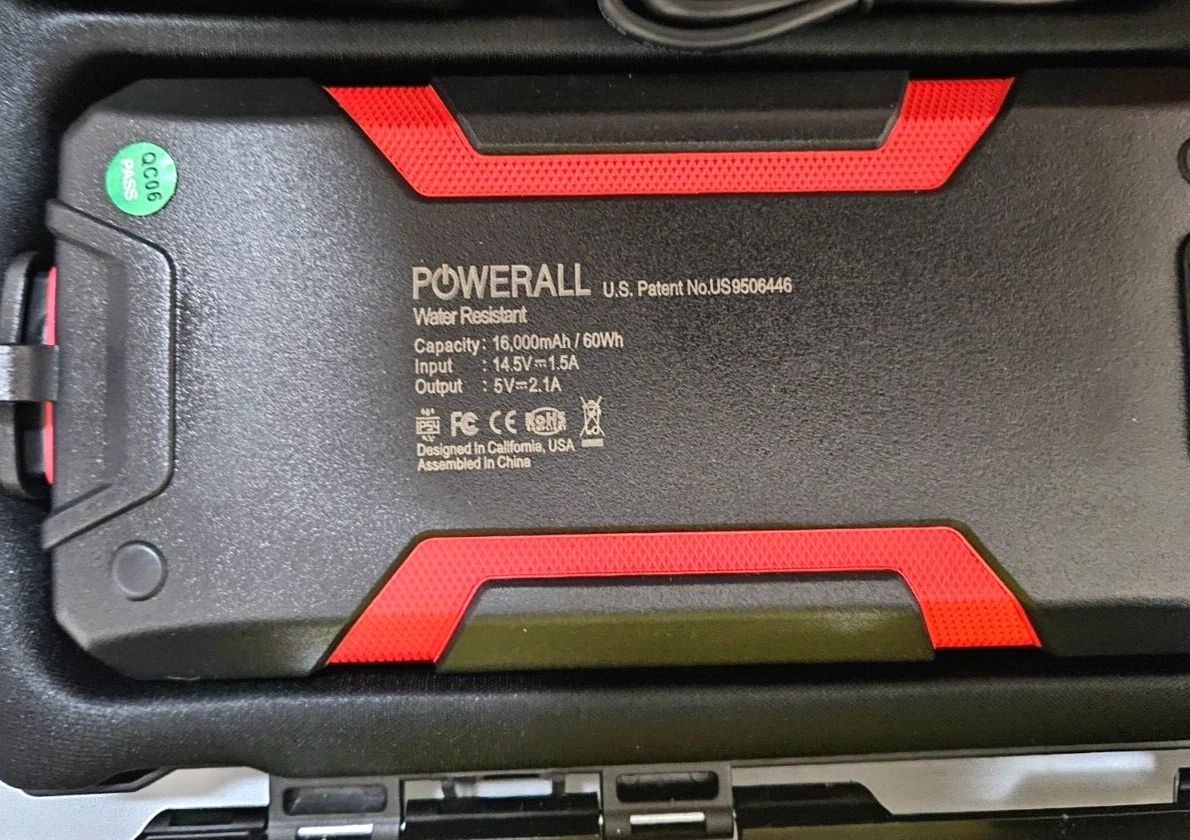 QC06
PASS
POWERALL U.S. Patent No.US9506446
Water Resistant
Capacity : 16,000mAh / 60Wh
Input : 14.5V⎓1.5A
Output : 5V⎓2.1A
IP54 FC CE RoHS
Designed in California, USA
Assembled in China